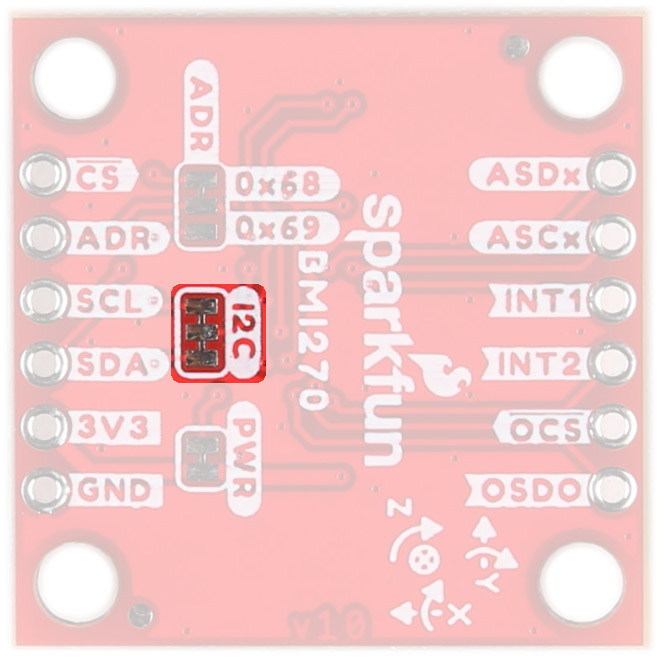 ADR
CS
0x68
ASDx
ADR
0x69
ASCx
SCL
I2C
INT1
SDA
INT2
3V3
PWR
OCS
GND
OSDO
BMI270
sparkfun
Z
Y
X
v10